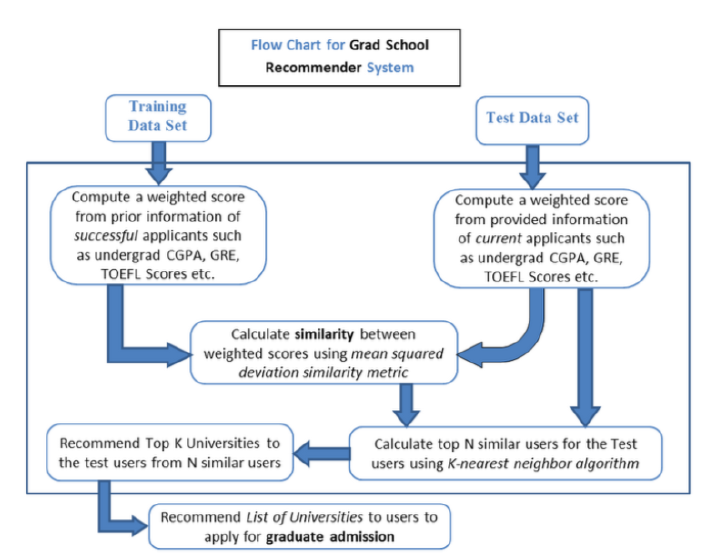 Flow Chart for Grad School
Recommender System
Training
Data Set
Test Data Set
Compute a weighted score
from prior information of
successful applicants such
as undergrad CGPA, GRE,
TOEFL Scores etc.
Compute a weighted score
from provided information
of current applicants such
as undergrad CGPA, GRE,
TOEFL Scores etc.
Calculate similarity between
weighted scores using mean squared
deviation similarity metric
Recommend Top K Universities to
the test users from N similar users
Calculate top N similar users for the Test
users using K-nearest neighbor algorithm
Recommend List of Universities to users to
apply for graduate admission